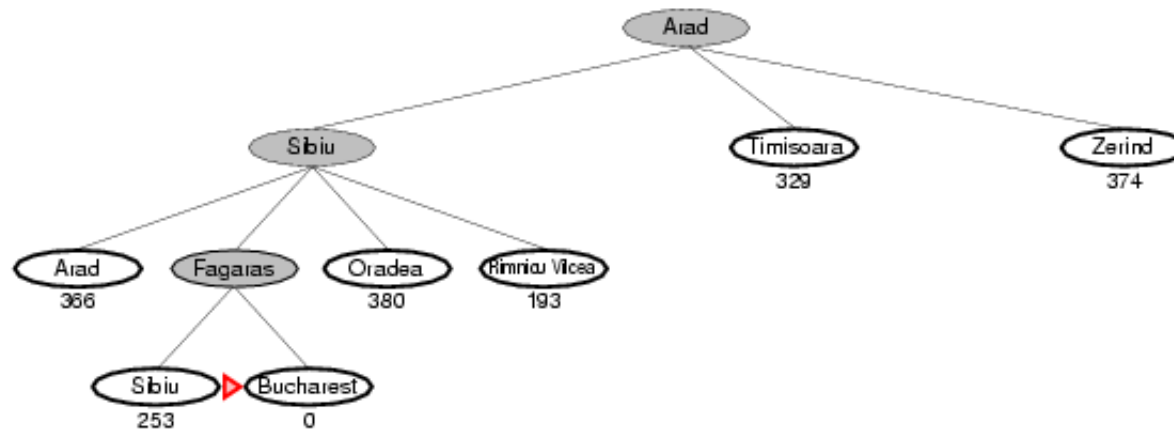 Arad
Sibiu
Timisoara
Zerind
329
374
Arad
Fagaras
Oradea
Rimnicu Vilcea
366
380
193
Sibiu
Bucharest
253
0